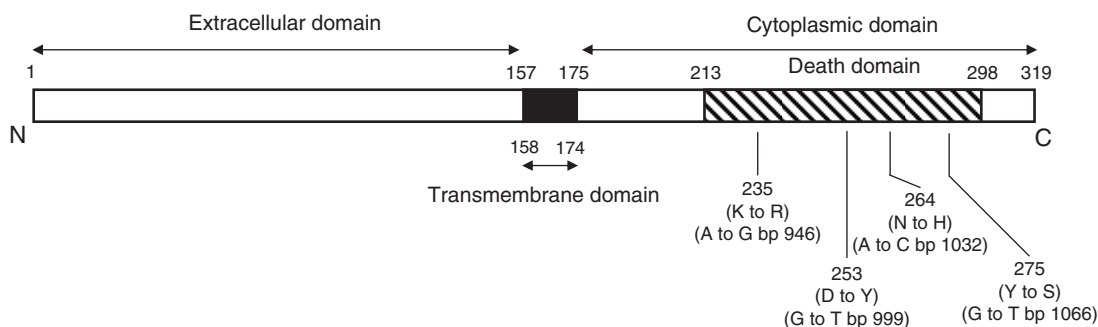 Extracellular domain
Cytoplasmic domain
1
157
175
213
Death domain
298
319
N
C
158
174
Transmembrane domain
235
(K to R)
(A to G bp 946)
253
(D to Y)
(G to T bp 999)
264
(N to H)
(A to C bp 1032)
275
(Y to S)
(G to T bp 1066)